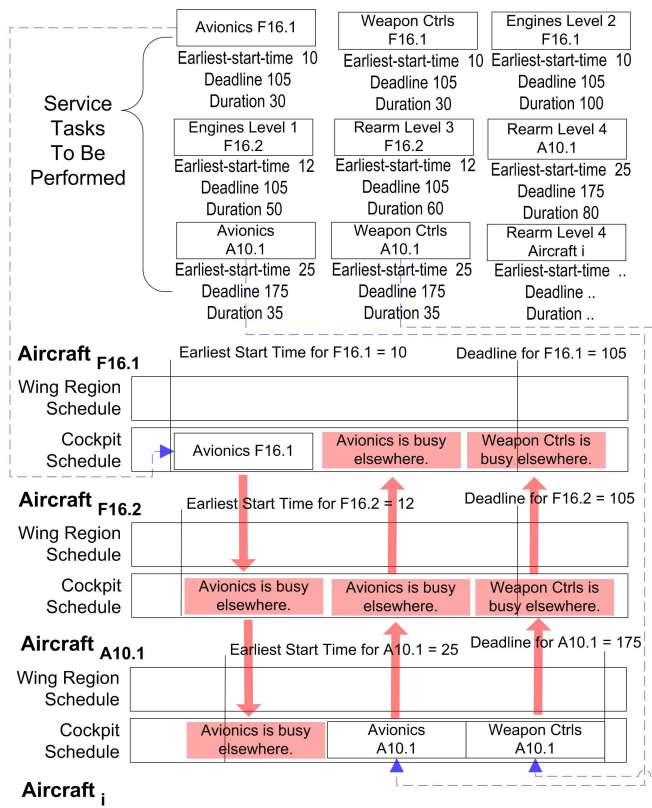 Service
Tasks
To Be
Performed
Avionics F16.1
Earliest-start-time 10
Deadline 105
Duration 30
Weapon Ctrls
F16.1
Earliest-start-time 10
Deadline 105
Duration 30
Engines Level 2
F16.1
Earliest-start-time 10
Deadline 105
Duration 100
Engines Level 1
F16.2
Earliest-start-time 12
Deadline 105
Duration 50
Rearm Level 3
F16.2
Earliest-start-time 12
Deadline 105
Duration 60
Rearm Level 4
A10.1
Earliest-start-time 25
Deadline 175
Duration 80
Avionics
A10.1
Earliest-start-time 25
Deadline 175
Duration 35
Weapon Ctrls
A10.1
Earliest-start-time 25
Deadline 175
Duration 35
Rearm Level 4
Aircraft i
Earliest-start-time ..
Deadline ..
Duration ..
Aircraft F16.1
Earliest Start Time for F16.1 = 10
Deadline for F16.1 = 105
Wing Region
Schedule
Cockpit
Schedule
Avionics F16.1
Avionics is busy
elsewhere.
Weapon Ctrls is
busy elsewhere.
Aircraft F16.2
Earliest Start Time for F16.2 = 12
Deadline for F16.2 = 105
Wing Region
Schedule
Cockpit
Schedule
Avionics is busy
elsewhere.
Avionics is busy
elsewhere.
Weapon Ctrls is
busy elsewhere.
Aircraft A10.1
Earliest Start Time for A10.1 = 25
Deadline for A10.1 = 175
Wing Region
Schedule
Cockpit
Schedule
Avionics is busy
elsewhere.
Avionics
A10.1
Weapon Ctrls
A10.1
Aircraft i